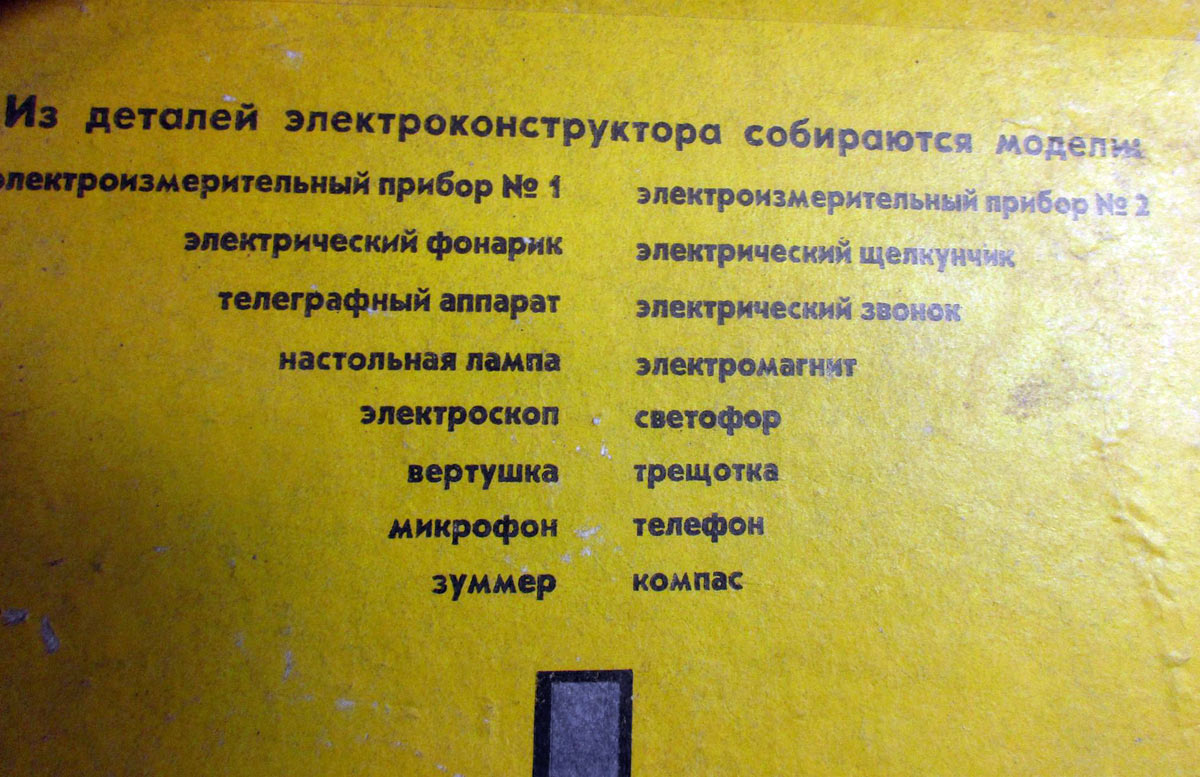 Из деталей электроконструктора собираются модели:
электроизмерительный прибор № 1
электрический фонарик
телеграфный аппарат
настольная лампа
электроскоп
вертушка
микрофон
зуммер
электроизмерительный прибор № 2
электрический щелкунчик
электрический звонок
электромагнит
светофор
трещотка
телефон
компас